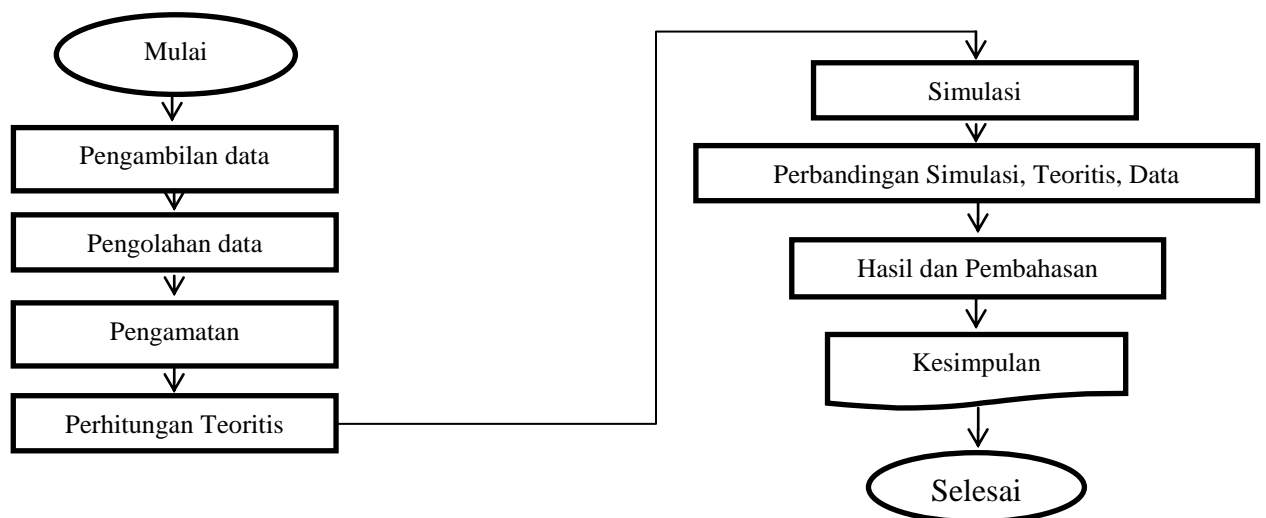 Mulai
Pengambilan data
Pengolahan data
Pengamatan
Perhitungan Teoritis
Simulasi
Perbandingan Simulasi, Teoritis, Data
Hasil dan Pembahasan
Kesimpulan
Selesai